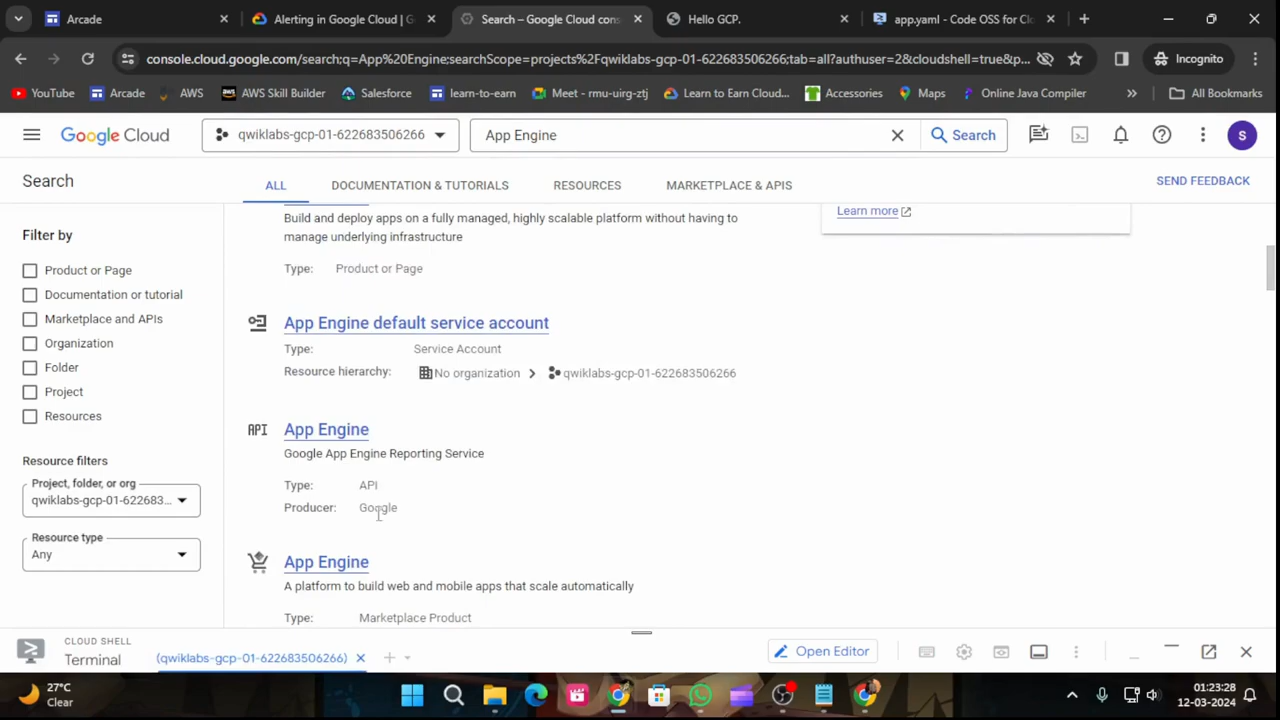 Arcade
Alerting in Google Cloud | G
Search – Google Cloud cons
Hello GCP.
app.yaml - Code OSS for Clo
console.cloud.google.com/search;q=App%20Engine;searchScope=projects%2Fqwiklabs-gcp-01-622683506266;tab=all?authuser=2&cloudshell=true&p...
Incognito
YouTube
Arcade
AWS
AWS Skill Builder
Salesforce
learn-to-earn
Meet - rmu-uirg-ztj
Learn to Earn Cloud...
Accessories
Maps
Online Java Compiler
All Bookmarks
Google Cloud
qwiklabs-gcp-01-622683506266
App Engine
Search
S
Search
ALL
DOCUMENTATION & TUTORIALS
RESOURCES
MARKETPLACE & APIS
SEND FEEDBACK
Filter by
Product or Page
Documentation or tutorial
Marketplace and APIs
Organization
Folder
Project
Resources
Resource filters
Project, folder, or org
qwiklabs-gcp-01-622683...
Resource type
Any
Build and deploy apps on a fully managed, highly scalable platform without having to
manage underlying infrastructure
Type: Product or Page
Learn more
App Engine default service account
Type: Service Account
Resource hierarchy: No organization > qwiklabs-gcp-01-622683506266
API App Engine
Google App Engine Reporting Service
Type: API
Producer: Google
App Engine
A platform to build web and mobile apps that scale automatically
Type: Marketplace Product
CLOUD SHELL
Terminal
(qwiklabs-gcp-01-622683506266)
Open Editor
27°C
Clear
01:23:28
12-03-2024